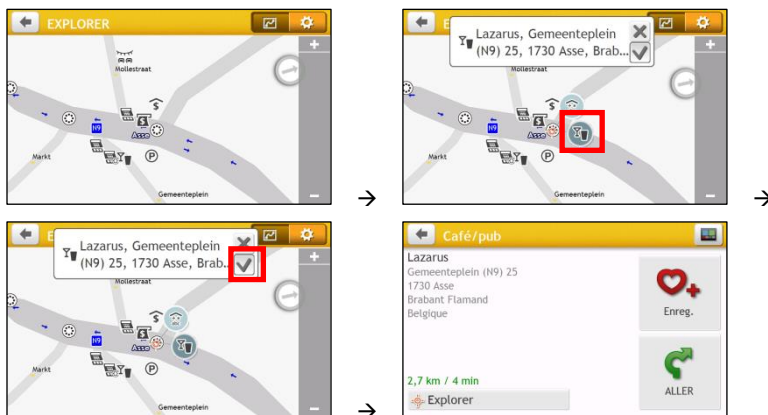 EXPLORER
Mollestraat
$
$
N9
Asse
Markt
P
Gemeenteplein
+
−
→
E
Lazarus, Gemeenteplein
(N9) 25, 1730 Asse, Brab...
Mollestraat
$
$
N9
Asse
Markt
P
Gemeenteplein
+
−
→
E
Lazarus, Gemeenteplein
(N9) 25, 1730 Asse, Brab..
Mollestraat
$
$
N9
Asse
Markt
P
Gemeenteplein
+
−
→
Café/pub
Lazarus
Gemeenteplein (N9) 25
1730 Asse
Brabant Flamand
Belgique
2,7 km / 4 min
Explorer
Enreg.
ALLER